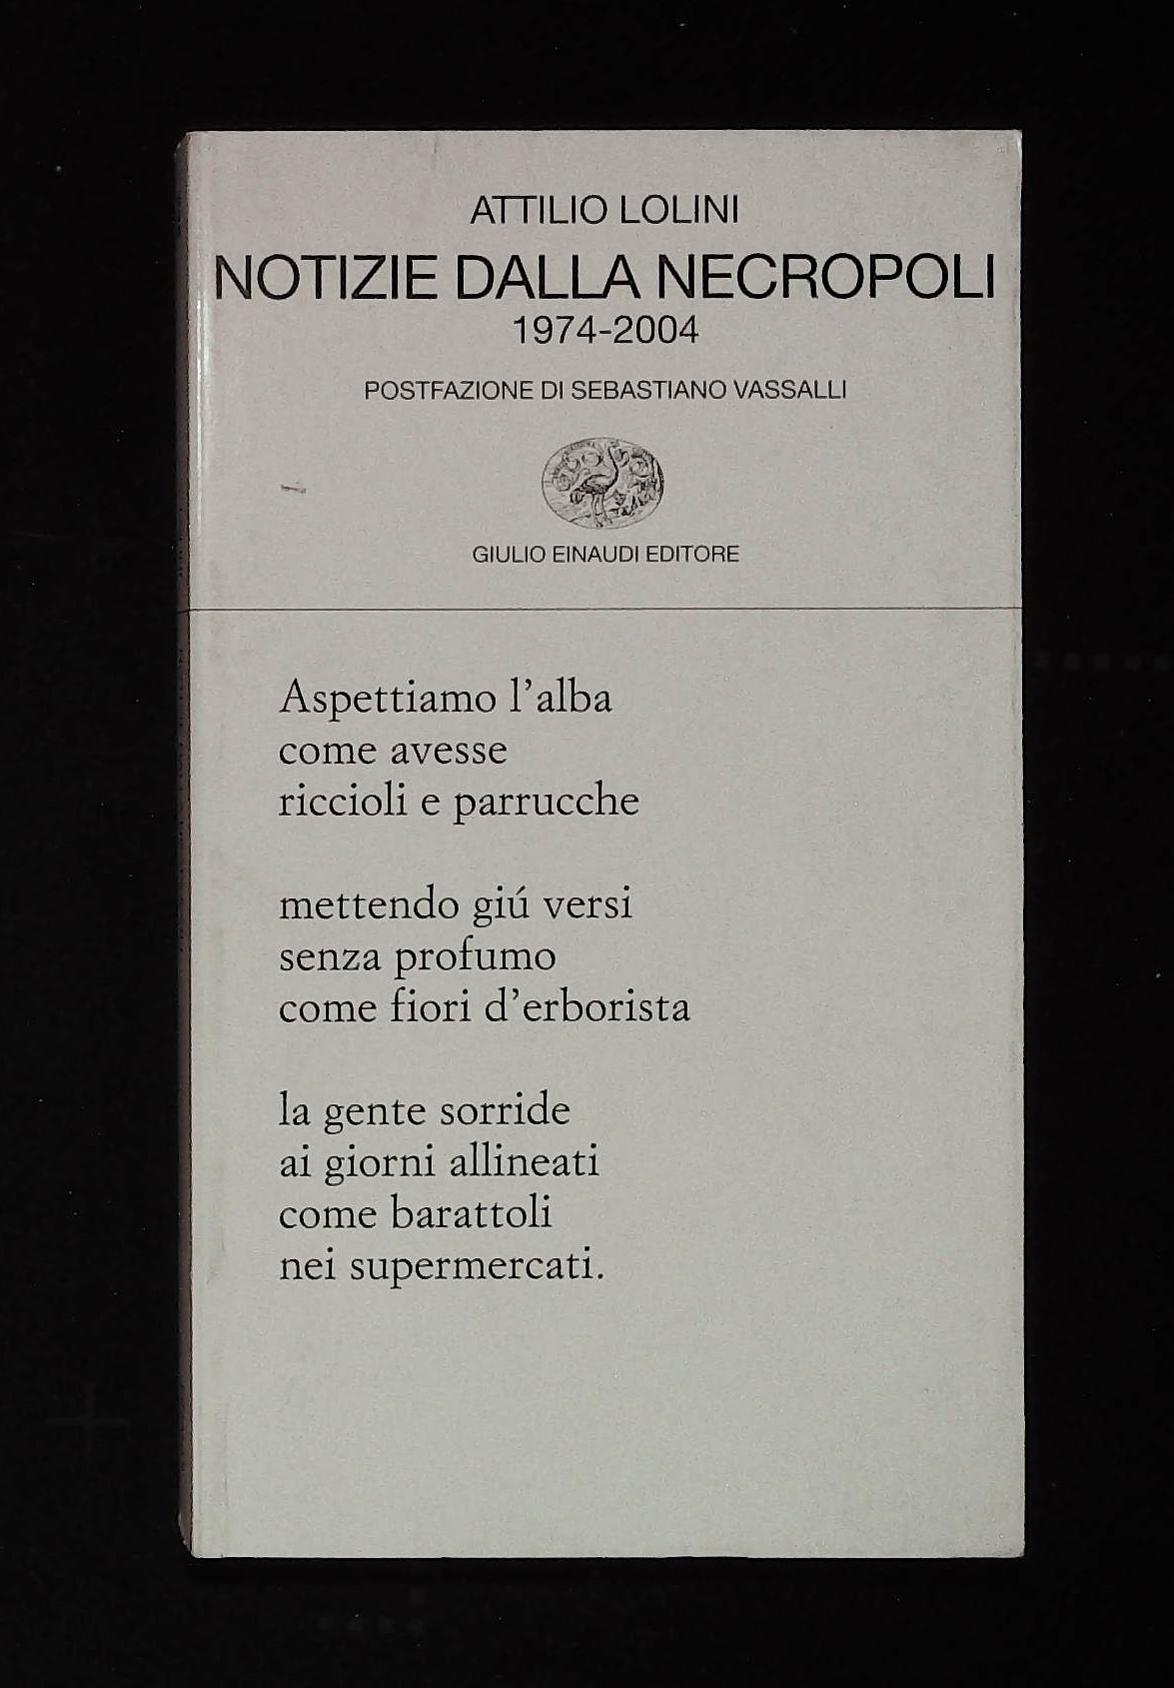 ATTILIO LOLINI
NOTIZIE DALLA NECROPOLI
1974-2004
POSTFAZIONE DI SEBASTIANO VASSALLI
GIULIO EINAUDI EDITORE
Aspettiamo l'alba
come avesse
riccioli e parrucche
mettendo giú versi
senza profumo
come fiori d'erborista
la gente sorride
ai giorni allineati
come barattoli
nei supermercati.